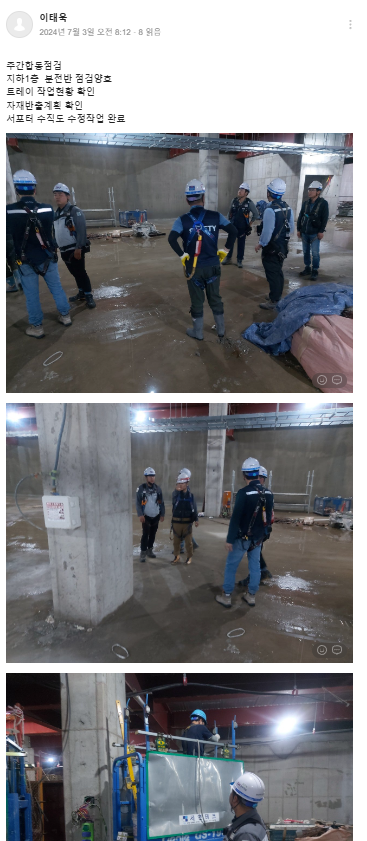 이태욱
2024년 7월 3일 오전 8:12 · 8 읽음
주간합동점검
지하1층 분전반 점검양호
트레이 작업현황 확인
자재반출계획 확인
서포터 수직도 수정작업 완료